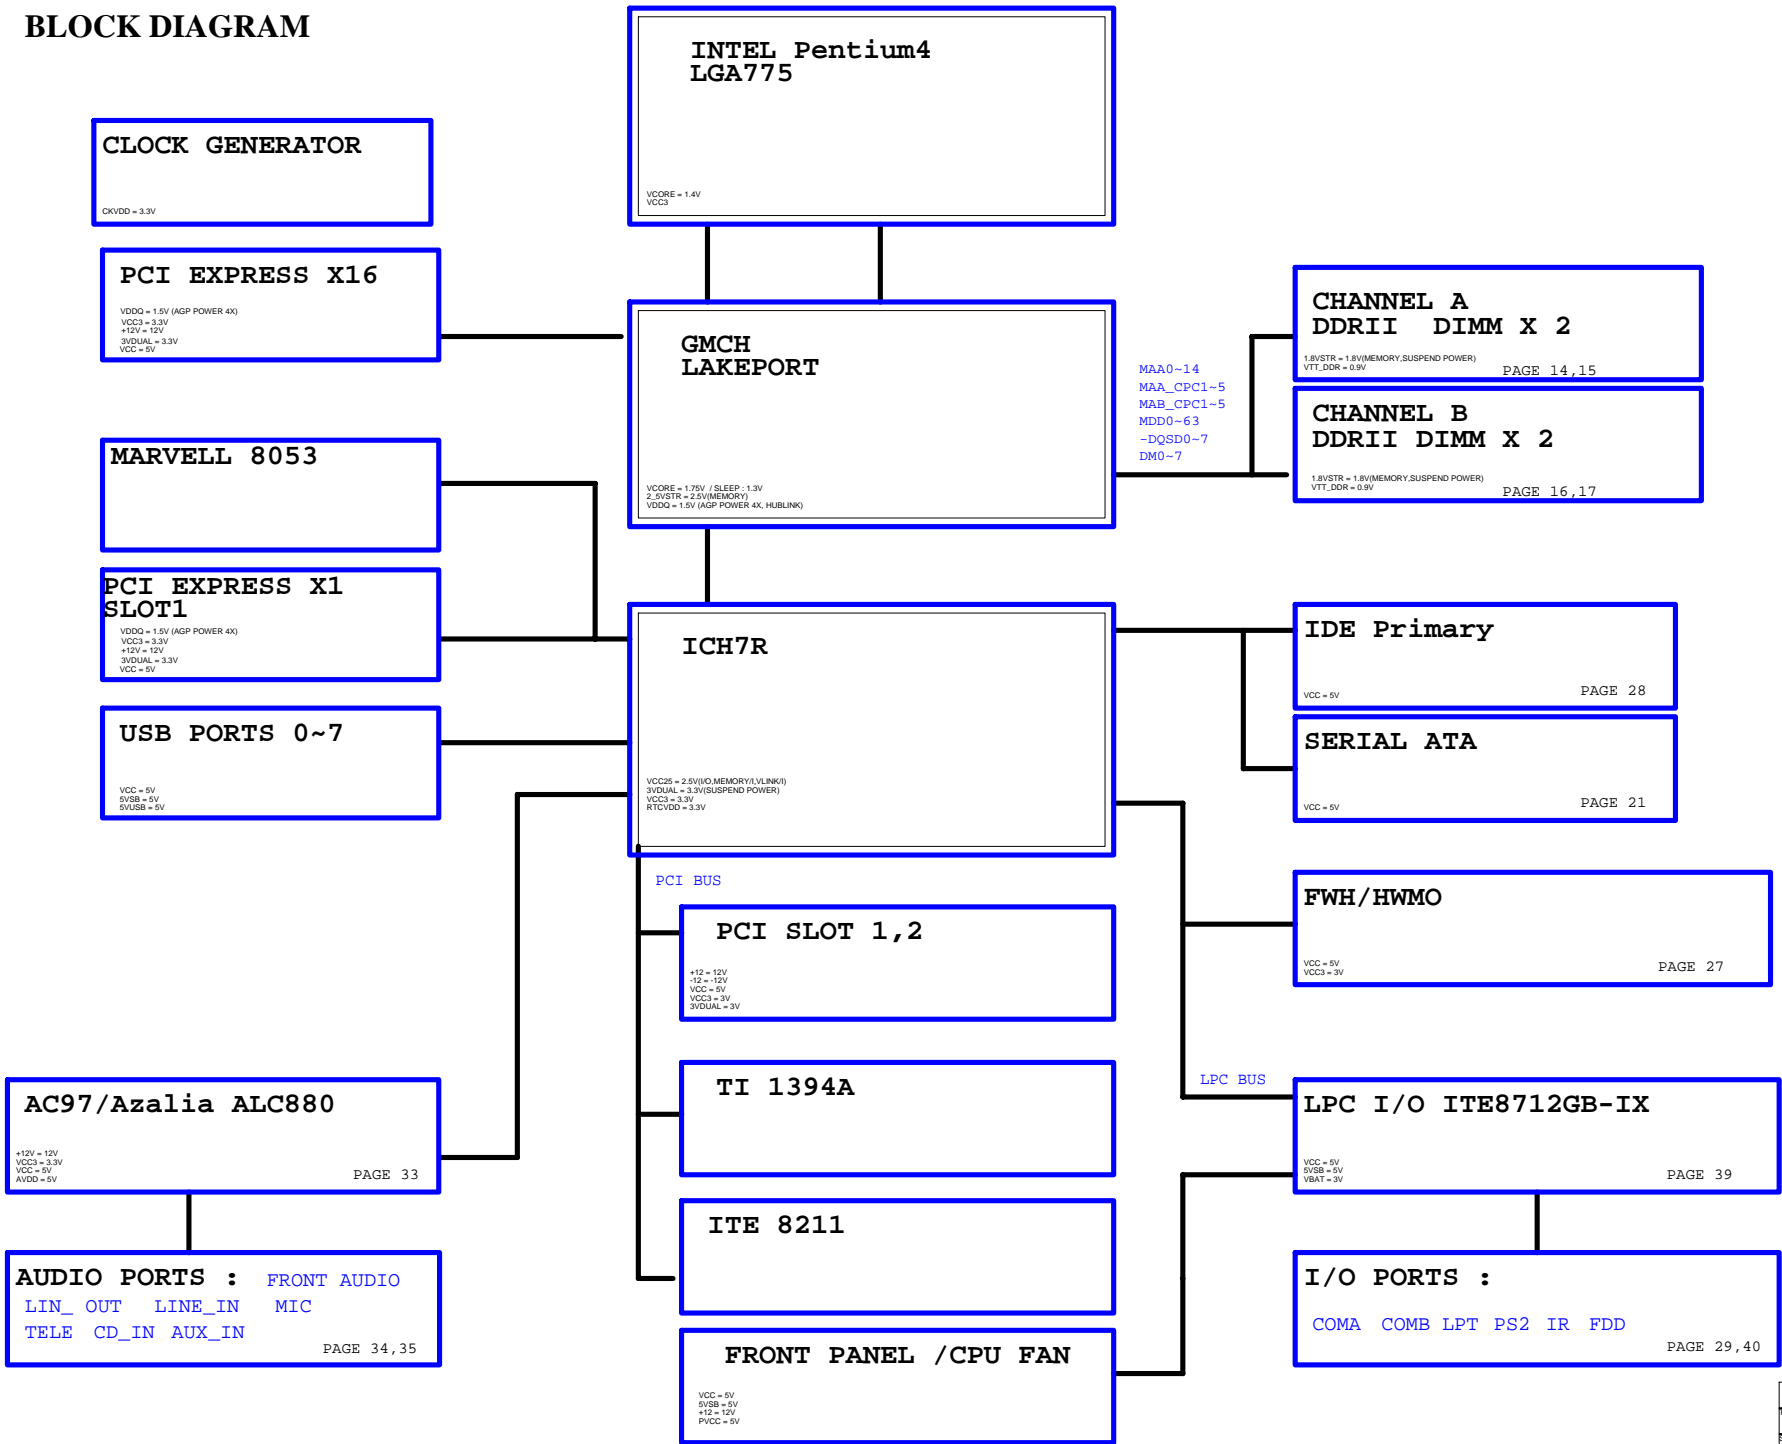 BLOCK DIAGRAM
INTEL Pentium4
LGA775
VCORE = 1.4V
VCC3
CLOCK GENERATOR
CKVDD = 3.3V
PCI EXPRESS X16
VDDQ = 1.5V (AGP POWER 4X)
VCC3 = 3.3V
+12V = 12V
3VDUAL = 3.3V
VCC = 5V
GMCH
LAKEPORT
VCORE = 1.75V / SLEEP : 1.3V
2_5VSTR = 2.5V(MEMORY)
VDDQ = 1.5V (AGP POWER 4X, HUBLINK)
MAA0~14
MAA_CPC1~5
MAB_CPC1~5
MDD0~63
-DQSD0~7
DM0~7
CHANNEL A
DDRII DIMM X 2
1.8VSTR = 1.8V(MEMORY,SUSPEND POWER)
VTT_DDR = 0.9V
PAGE 14,15
CHANNEL B
DDRII DIMM X 2
1.8VSTR = 1.8V(MEMORY,SUSPEND POWER)
VTT_DDR = 0.9V
PAGE 16,17
MARVELL 8053
PCI EXPRESS X1
SLOT1
VDDQ = 1.5V (AGP POWER 4X)
VCC3 = 3.3V
+12V = 12V
3VDUAL = 3.3V
VCC = 5V
USB PORTS 0~7
VCC = 5V
5VSB = 5V
5VUSB = 5V
ICH7R
VCC25 = 2.5V(I/O,MEMORY/I,VLINK/I)
3VDUAL = 3.3V(SUSPEND POWER)
VCC3 = 3.3V
RTCVDD = 3.3V
IDE Primary
VCC = 5V
PAGE 28
SERIAL ATA
VCC = 5V
PAGE 21
PCI BUS
PCI SLOT 1,2
+12 = 12V
-12 = -12V
VCC = 5V
VCC3 = 3V
3VDUAL = 3V
FWH/HWMO
VCC = 5V
VCC3 = 3V
PAGE 27
TI 1394A
LPC BUS
LPC I/O ITE8712GB-IX
VCC = 5V
5VSB = 5V
VBAT = 3V
PAGE 39
AC97/Azalia ALC880
+12V = 12V
VCC3 = 3.3V
VCC = 5V
AVDD = 5V
PAGE 33
ITE 8211
AUDIO PORTS : FRONT AUDIO
LIN_ OUT LINE_IN MIC
TELE CD_IN AUX_IN
PAGE 34,35
I/O PORTS :
COMA COMB LPT PS2 IR FDD
PAGE 29,40
FRONT PANEL /CPU FAN
VCC = 5V
5VSB = 5V
+12 = 12V
PVCC = 5V